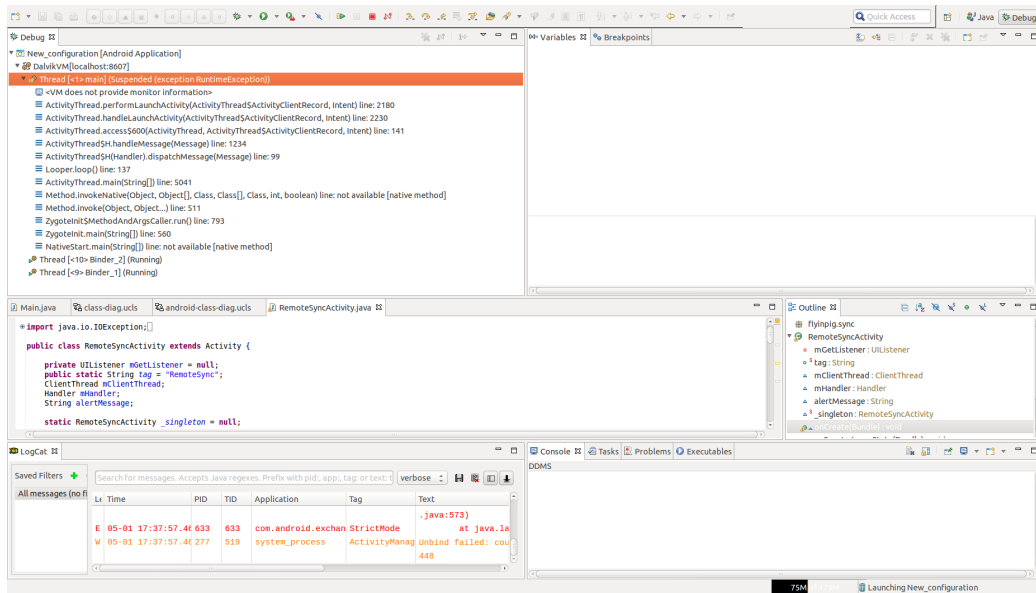 Quick Access
Java
Debug
Debug
Variables
Breakpoints
New_configuration [Android Application]
DalvikVM[localhost:8607]
Thread [<1> main] (Suspended (exception RuntimeException))
<VM does not provide monitor information>
ActivityThread.performLaunchActivity(ActivityThread$ActivityClientRecord, Intent) line: 2180
ActivityThread.handleLaunchActivity(ActivityThread$ActivityClientRecord, Intent) line: 2230
ActivityThread.access$600(ActivityThread, ActivityThread$ActivityClientRecord, Intent) line: 141
ActivityThread$H.handleMessage(Message) line: 1234
ActivityThread$H(Handler).dispatchMessage(Message) line: 99
Looper.loop() line: 137
ActivityThread.main(String[]) line: 5041
Method.invokeNative(Object, Object[], Class, Class[], Class, int, boolean) line: not available [native method]
Method.invoke(Object, Object...) line: 511
ZygoteInit$MethodAndArgsCaller.run() line: 793
ZygoteInit.main(String[]) line: 560
NativeStart.main(String[]) line: not available [native method]
Thread [<10> Binder_2] (Running)
Thread [<9> Binder_1] (Running)
Main.java
class-diag.ucls
android-class-diag.ucls
RemoteSyncActivity.java
import java.io.IOException;
public class RemoteSyncActivity extends Activity {
private UIListener mGetListener = null;
public static String tag = "RemoteSync";
ClientThread mClientThread;
Handler mHandler;
String alertMessage;
static RemoteSyncActivity _singleton = null;
Outline
flyinpig.sync
RemoteSyncActivity
mGetListener : UIListener
tag : String
mClientThread : ClientThread
mHandler : Handler
alertMessage : String
_singleton : RemoteSyncActivity
onCreate(Bundle) : void
LogCat
Saved Filters
All messages (no fi
Search for messages. Accepts Java regexes. Prefix with pid:, app:, tag: or text: t
verbose
Le Time PID TID Application Tag Text
.java:573)
E 05-01 17:37:57.46 633 633 com.android.exchan StrictMode at java.la
W 05-01 17:37:57.46 277 519 system_process ActivityManag Unbind failed: cou
448
Console
Tasks
Problems
Executables
DDMS
75M
Launching New_configuration